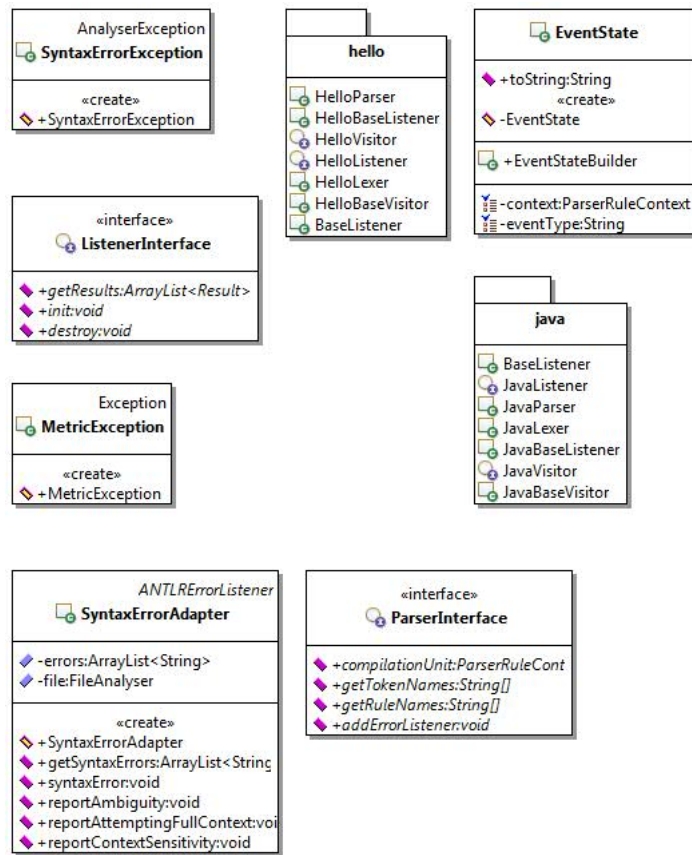 AnalyserException
SyntaxErrorException
«create»
+SyntaxErrorException
hello
HelloParser
HelloBaseListener
HelloVisitor
HelloListener
HelloLexer
HelloBaseVisitor
BaseListener
EventState
+toString:String
«create»
-EventState
+EventStateBuilder
-context:ParserRuleContext
-eventType:String
«interface»
ListenerInterface
+getResults:ArrayList<Result>
+init:void
+destroy:void
java
BaseListener
JavaListener
JavaParser
JavaLexer
JavaBaseListener
JavaVisitor
JavaBaseVisitor
Exception
MetricException
«create»
+MetricException
ANTLRErrorListener
SyntaxErrorAdapter
-errors:ArrayList<String>
-file:FileAnalyser
«create»
+SyntaxErrorAdapter
+getSyntaxErrors:ArrayList<String
+syntaxError:void
+reportAmbiguity:void
+reportAttemptingFullContext:voi
+reportContextSensitivity:void
«interface»
ParserInterface
+compilationUnit:ParserRuleCont
+getTokenNames:String[]
+getRuleNames:String[]
+addErrorListener:void